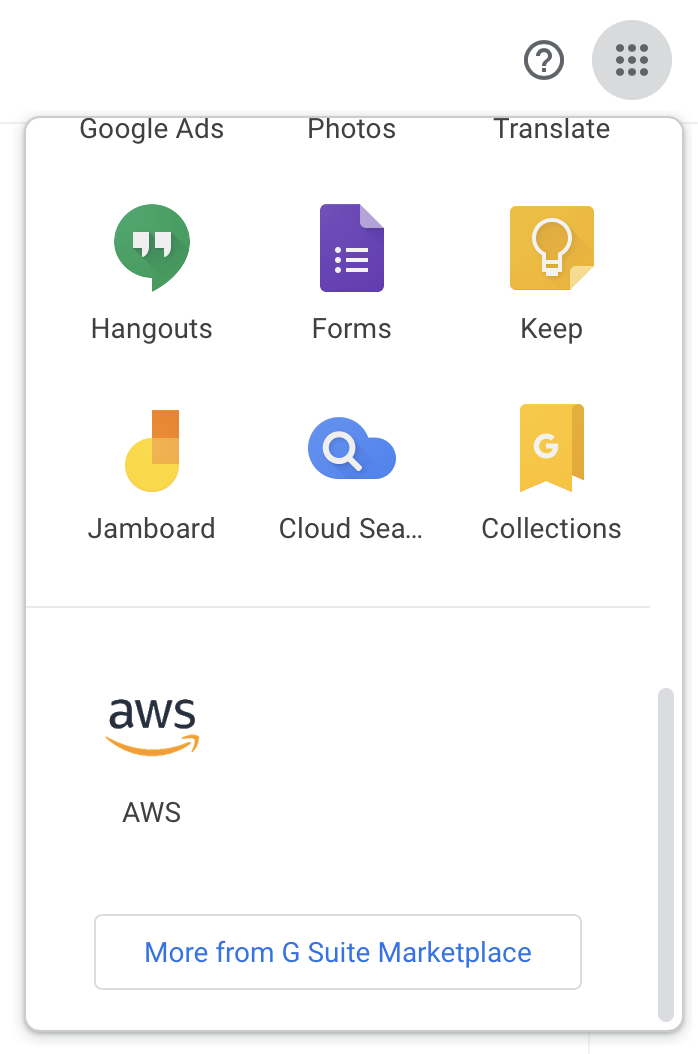 Google Ads Photos Translate
Hangouts Forms Keep
G
Jamboard Cloud Sea... Collections
aws
AWS
More from G Suite Marketplace